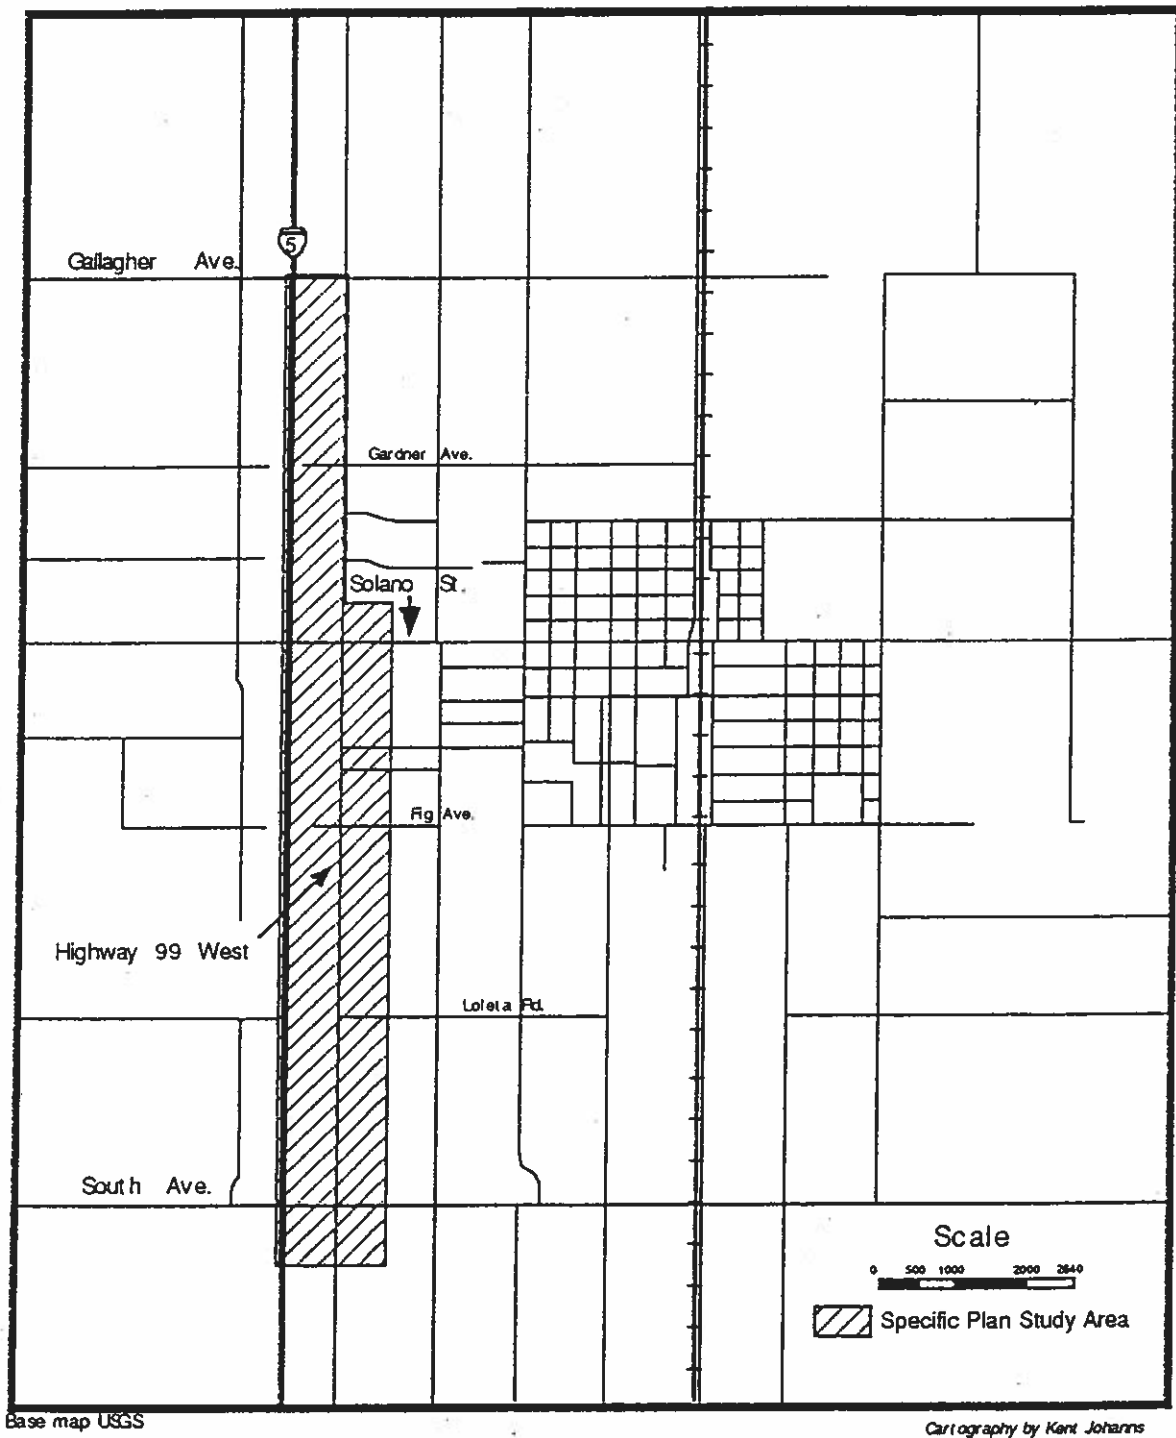 5
Gallagher Ave.
Gardner Ave.
Solano St.
Fig Ave.
Highway 99 West
Loleta Rd.
South Ave.
Scale
0 500 1000 2000 2640
Specific Plan Study Area
Base map USGS
Cartography by Kent Johanns